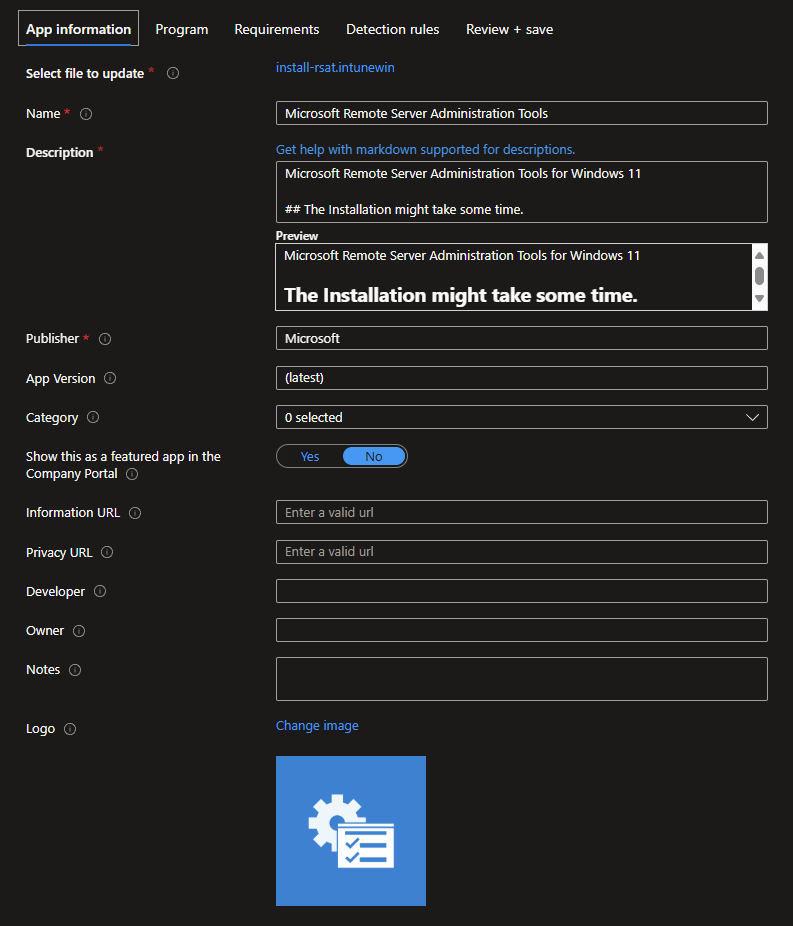 App information Program Requirements Detection rules Review + save
Select file to update * install-rsat.intunewin
Name * Microsoft Remote Server Administration Tools
Description * Get help with markdown supported for descriptions.
Microsoft Remote Server Administration Tools for Windows 11
## The Installation might take some time.
Preview
Microsoft Remote Server Administration Tools for Windows 11
The Installation might take some time.
Publisher * Microsoft
App Version (latest)
Category 0 selected
Show this as a featured app in the
Company Portal
Yes No
Information URL Enter a valid url
Privacy URL Enter a valid url
Developer
Owner
Notes
Logo Change image